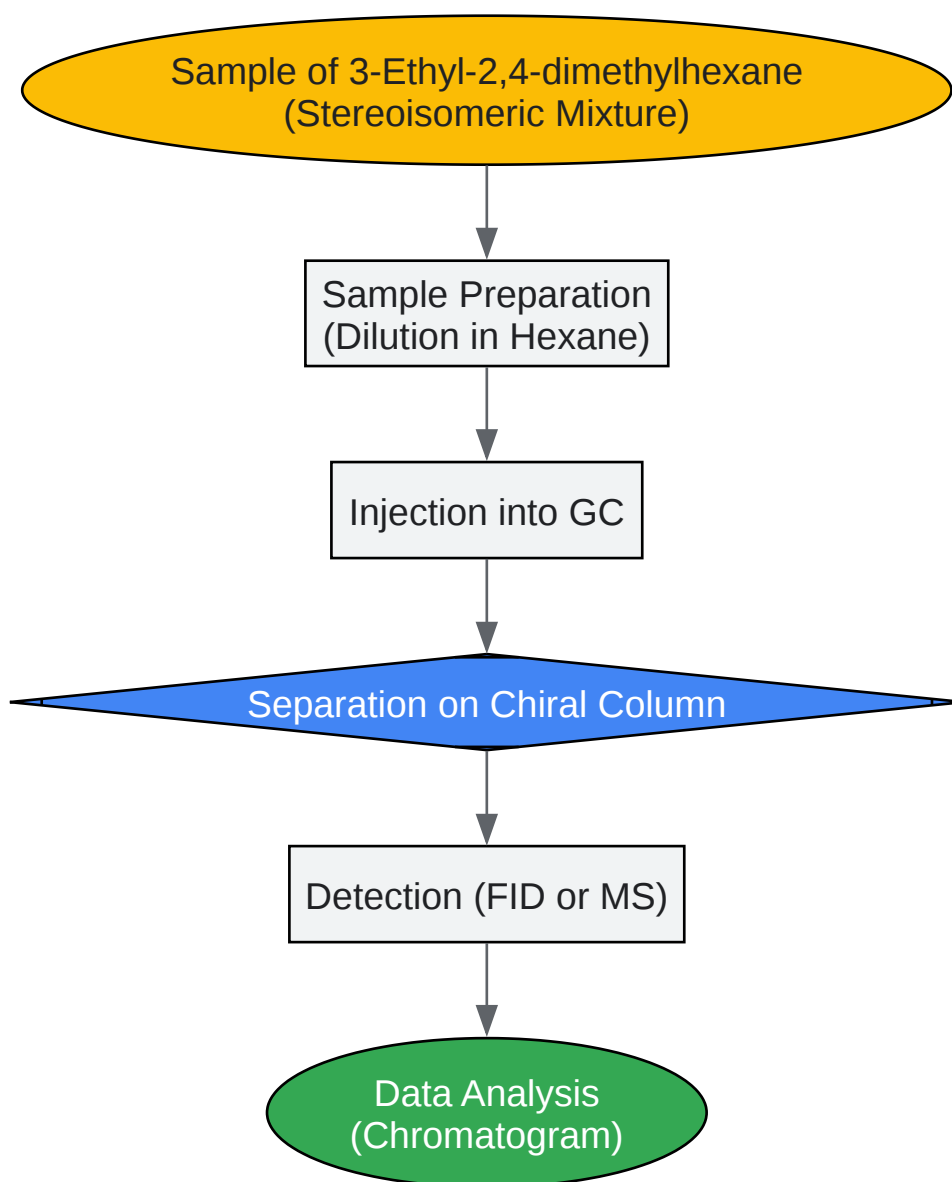 Sample of 3-Ethyl-2,4-dimethylhexane
(Stereoisomeric Mixture)
Sample Preparation
(Dilution in Hexane)
Injection into GC
Separation on Chiral Column
Detection (FID or MS)
Data Analysis
(Chromatogram)